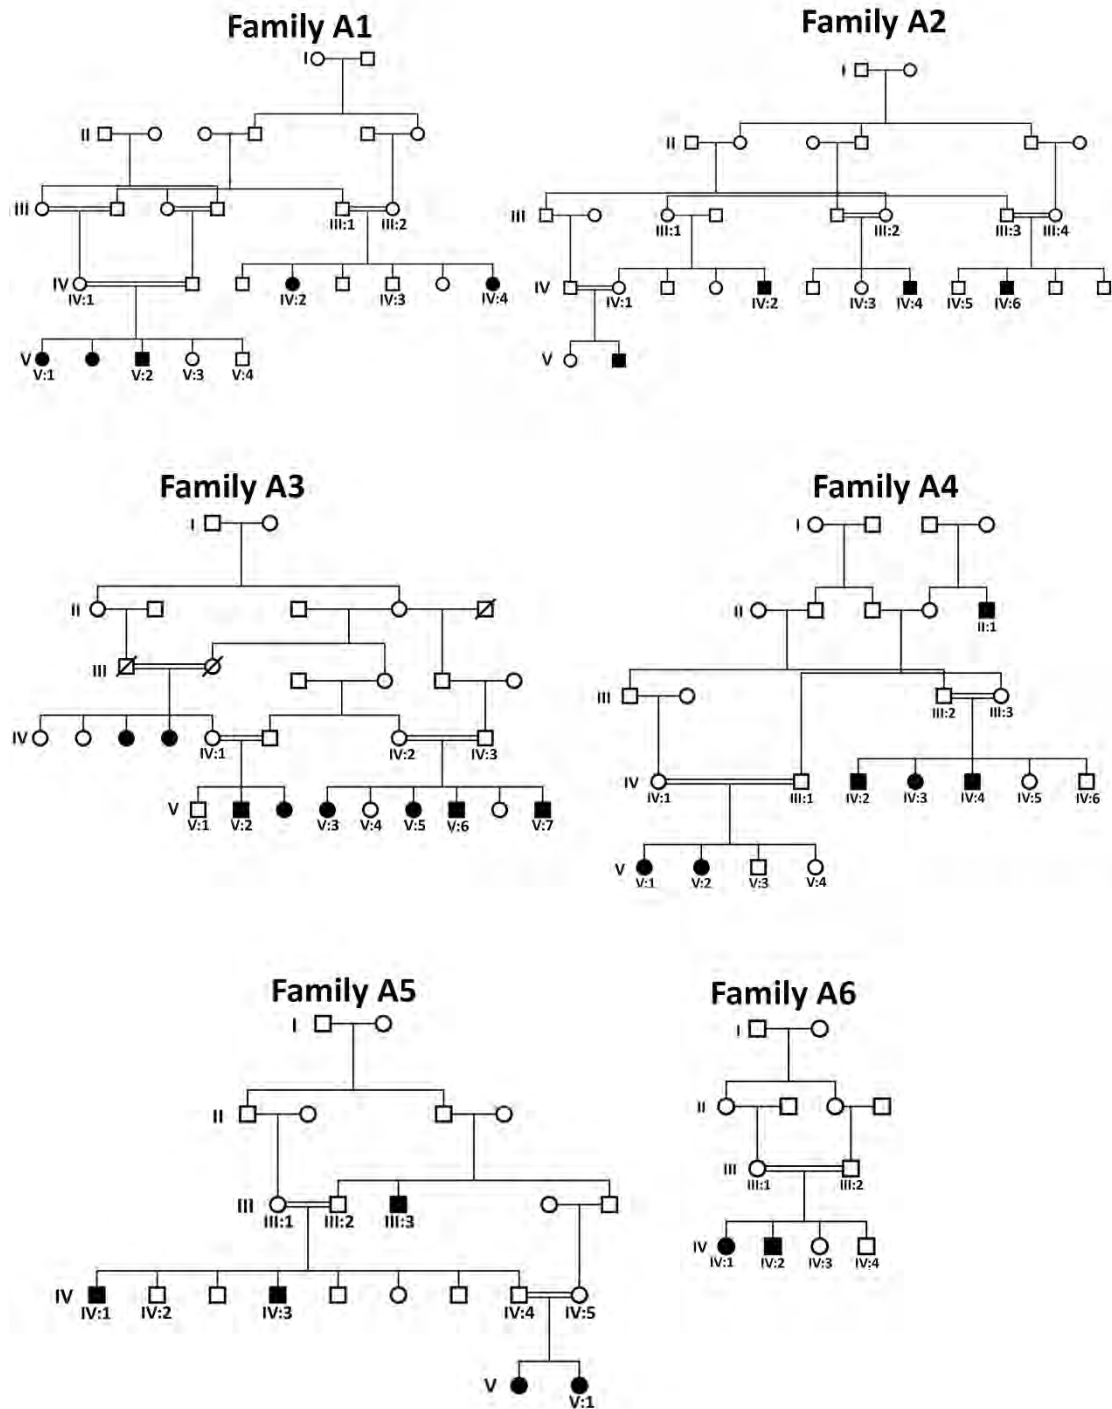 Family A1
I
II
III
III:1 III:2
IV
IV:1 IV:2 IV:3 IV:4
V
V:1 V:2 V:3 V:4
Family A2
I
II
III
III:1 III:2 III:3 III:4
IV
IV:1 IV:2 IV:3 IV:4 IV:5 IV:6
V
Family A3
I
II
III
IV
IV:1 IV:2 IV:3
V
V:1 V:2 V:3 V:4 V:5 V:6 V:7
Family A4
I
II
II:1
III
III:2 III:3
IV
IV:1 III:1 IV:2 IV:3 IV:4 IV:5 IV:6
V
V:1 V:2 V:3 V:4
Family A5
I
II
III
III:1 III:2 III:3
IV
IV:1 IV:2 IV:3 IV:4 IV:5
V
V:1
Family A6
I
II
III
III:1 III:2
IV
IV:1 IV:2 IV:3 IV:4